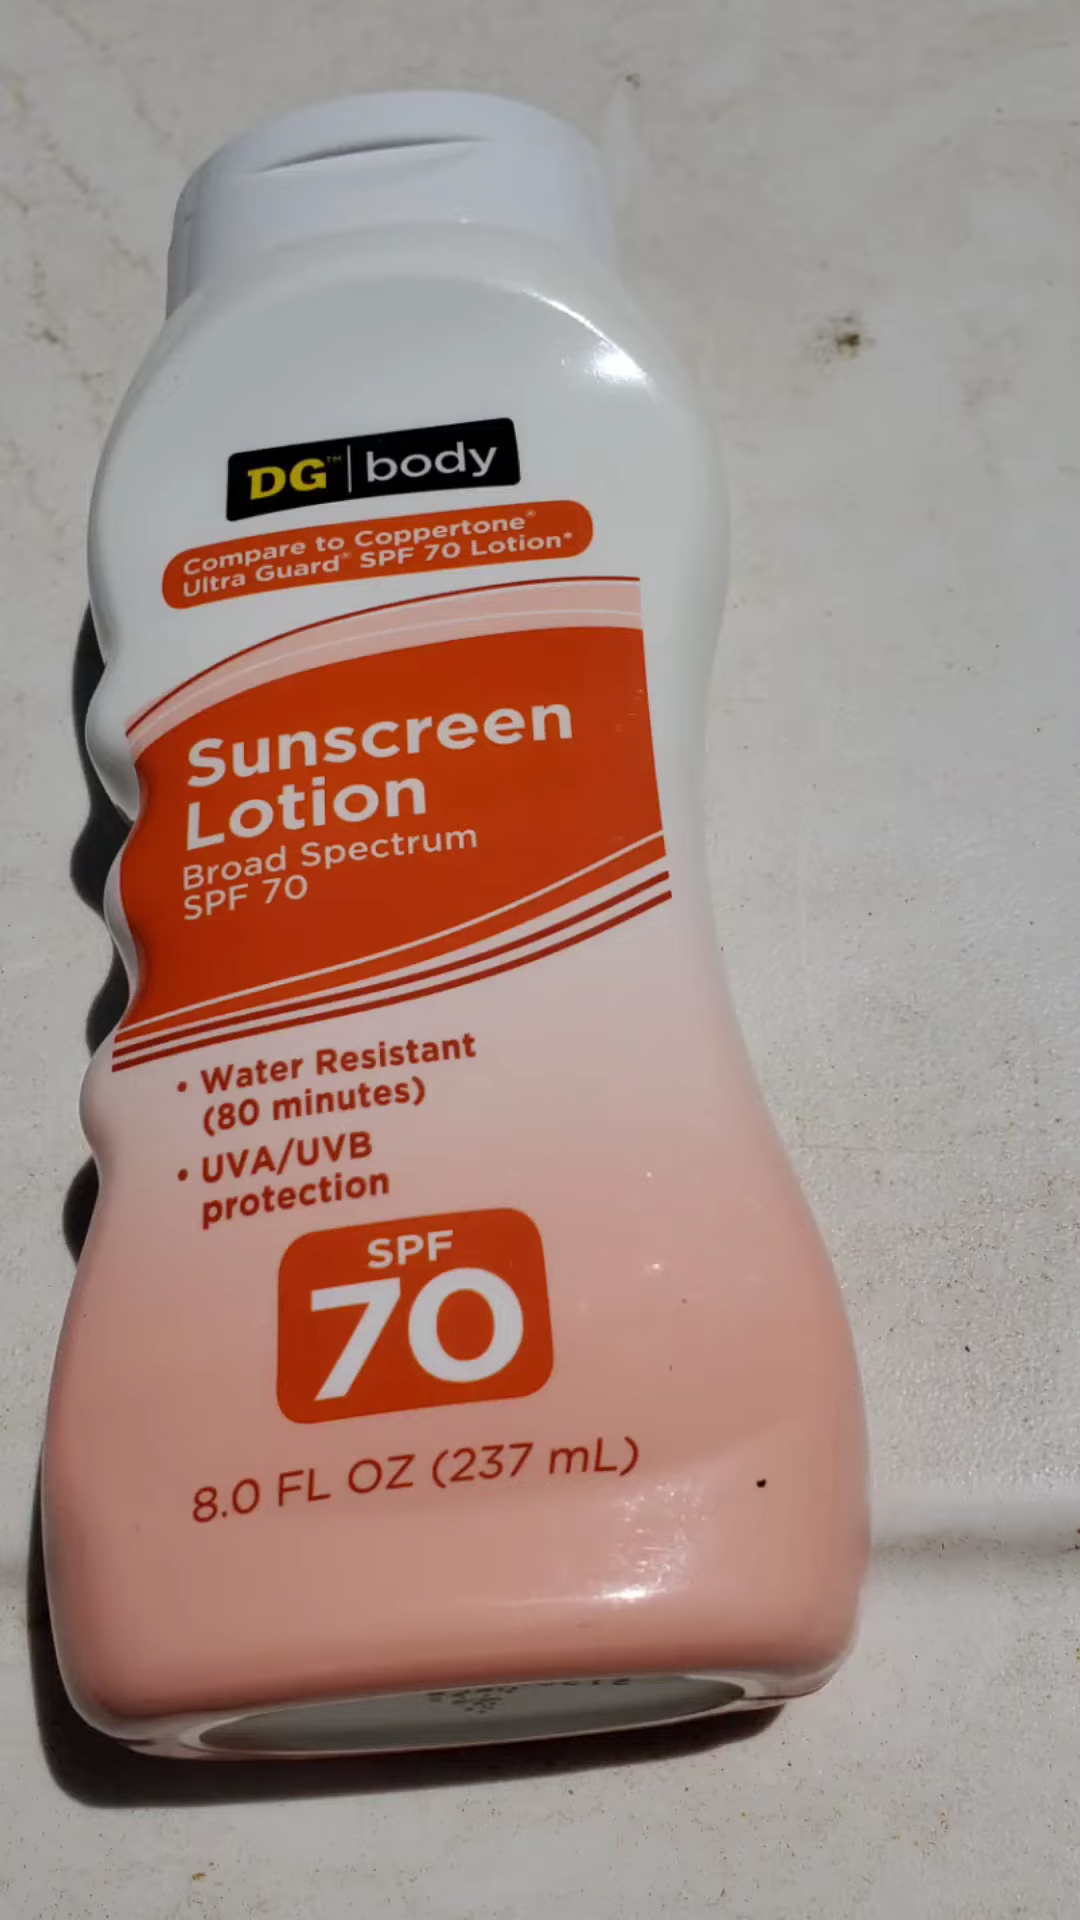 DG™ | body
Compare to Coppertone®
Ultra Guard® SPF 70 Lotion*
Sunscreen
Lotion
Broad Spectrum
SPF 70
• Water Resistant
(80 minutes)
• UVA/UVB
protection
SPF
70
8.0 FL OZ (237 mL)